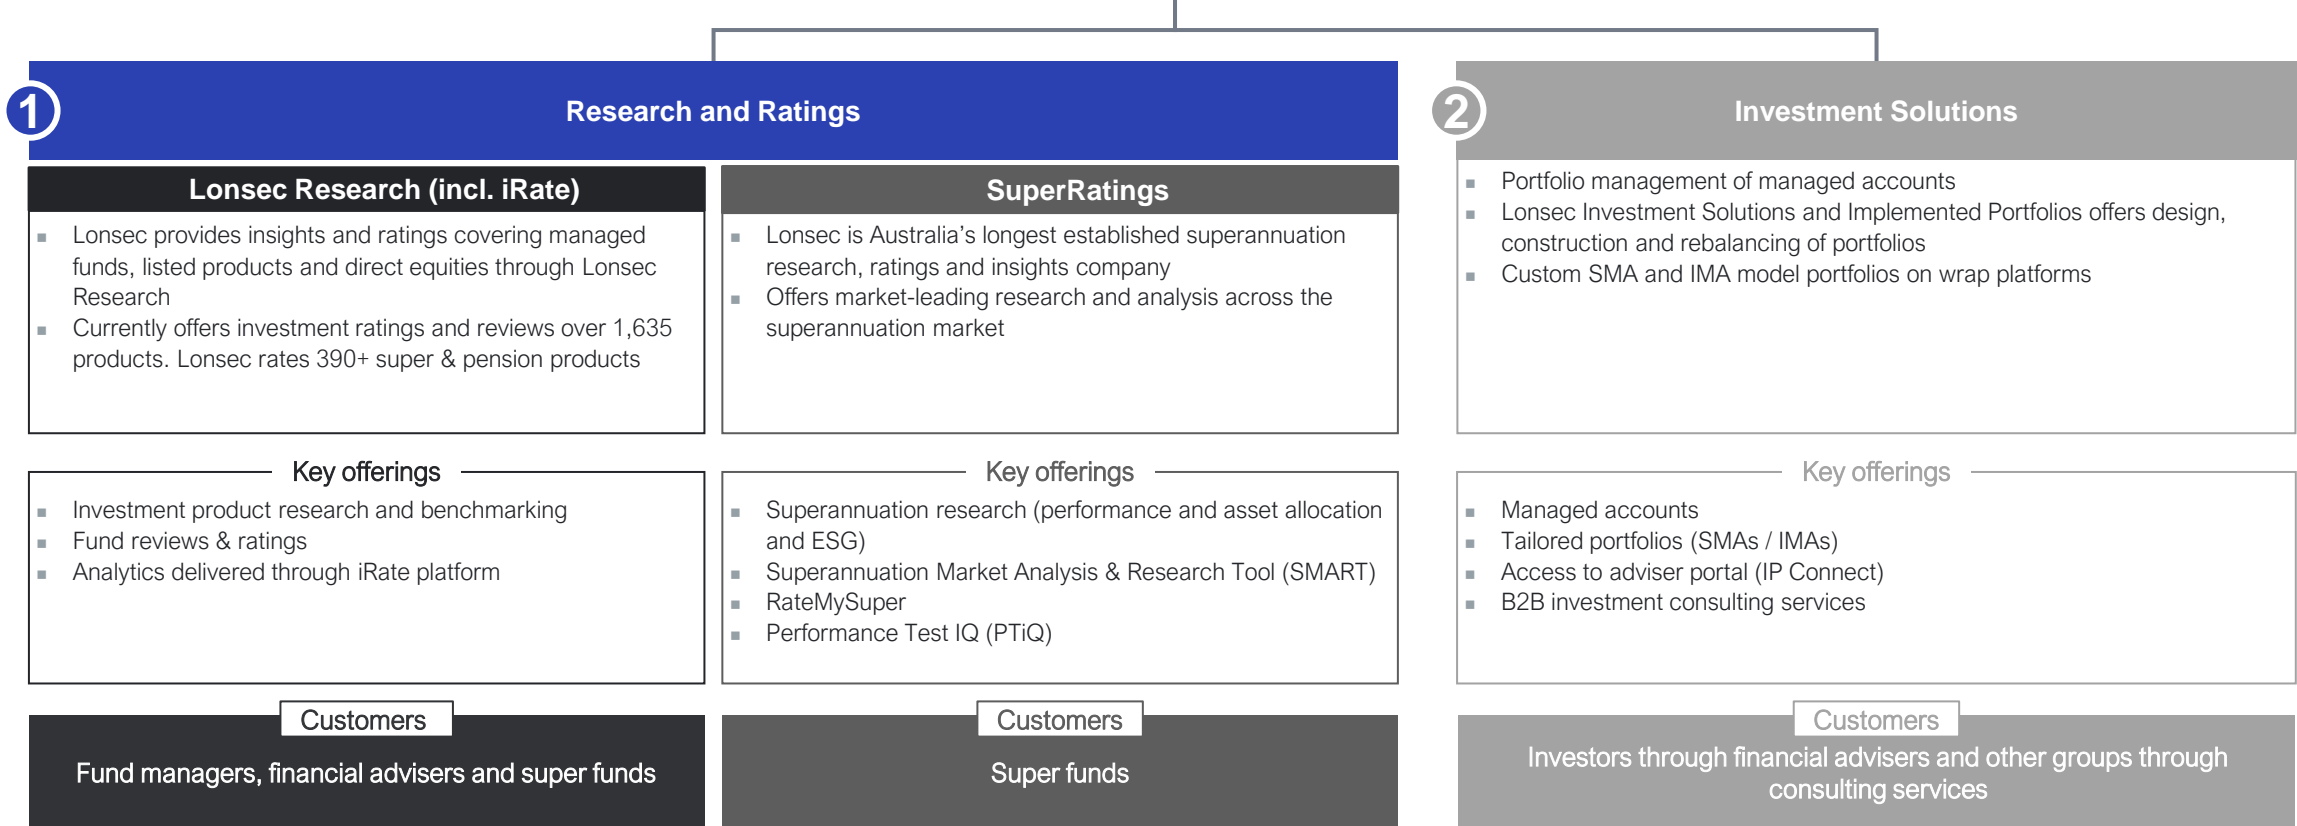 1
Research and Ratings
Lonsec Research (incl. iRate)
Lonsec provides insights and ratings covering managed
funds, listed products and direct equities through Lonsec
Research
Currently offers investment ratings and reviews over 1,635
products. Lonsec rates 390+ super & pension products
Key offerings
Investment product research and benchmarking
Fund reviews & ratings
Analytics delivered through iRate platform
Customers
Fund managers, financial advisers and super funds
SuperRatings
Lonsec is Australia’s longest established superannuation
research, ratings and insights company
Offers market-leading research and analysis across the
superannuation market
Key offerings
Superannuation research (performance and asset allocation
and ESG)
Superannuation Market Analysis & Research Tool (SMART)
RateMySuper
Performance Test IQ (PTiQ)
Customers
Super funds
2
Investment Solutions
Portfolio management of managed accounts
Lonsec Investment Solutions and Implemented Portfolios offers design,
construction and rebalancing of portfolios
Custom SMA and IMA model portfolios on wrap platforms
Key offerings
Managed accounts
Tailored portfolios (SMAs / IMAs)
Access to adviser portal (IP Connect)
B2B investment consulting services
Customers
Investors through financial advisers and other groups through
consulting services